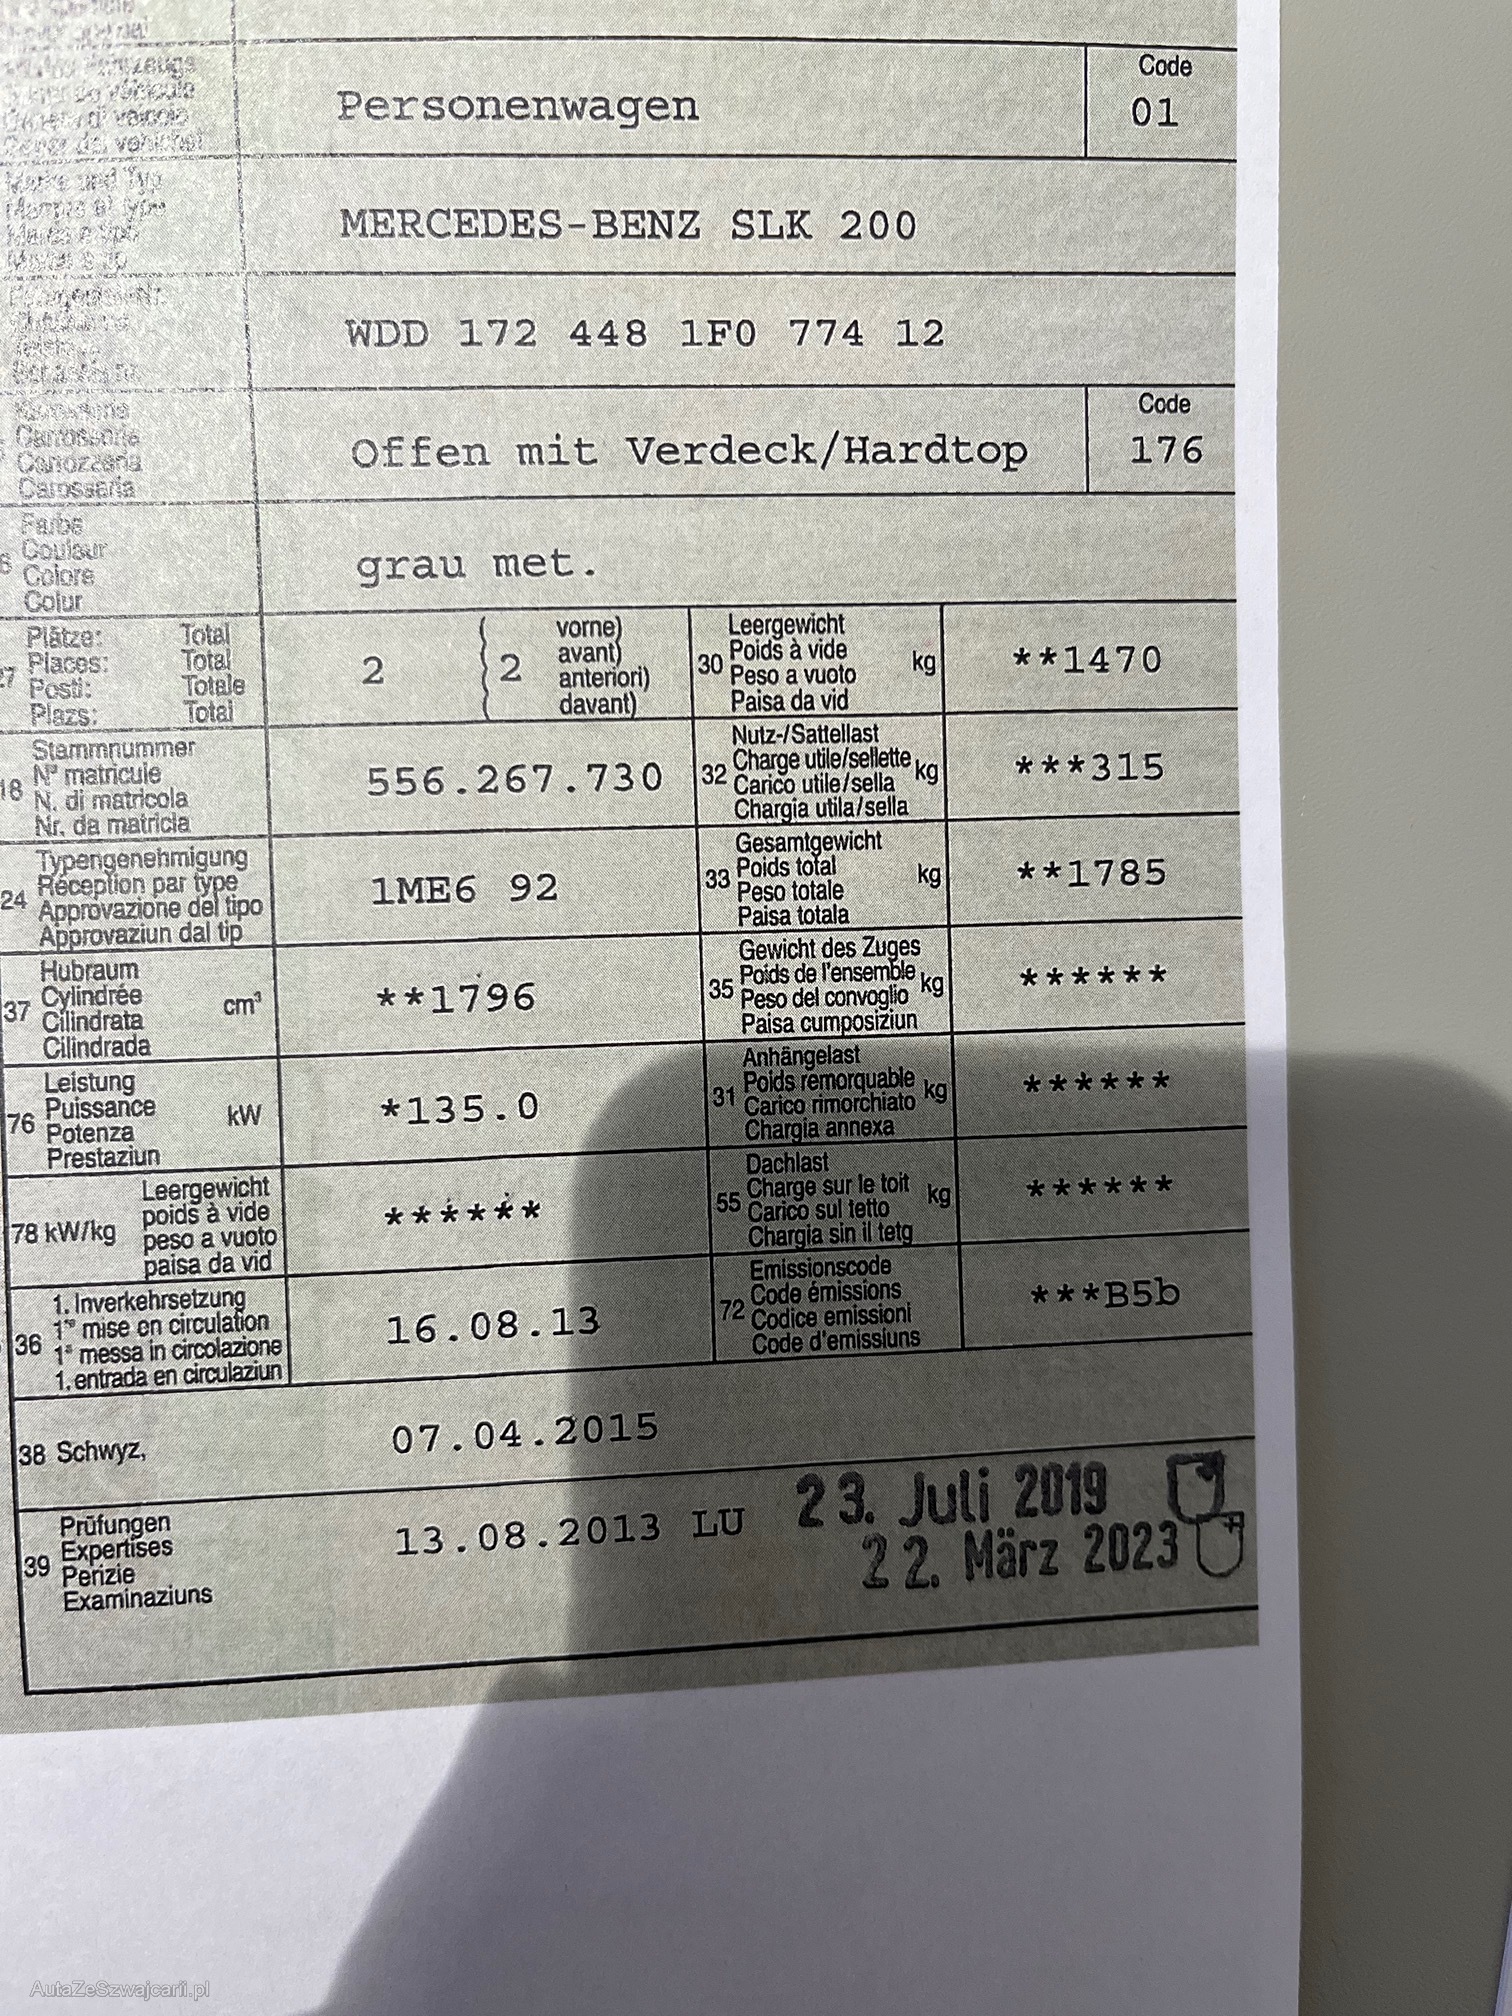 Code
Personenwagen
01
Marke und Typ
MERCEDES-BENZ SLK 200
WDD 172 448 1F0 774 12
Code
Carrosserie
Carozzeria
Carossaria
Offen mit Verdeck/Hardtop
176
Farbe
Couleur
Colore
Colur
grau met.
Plätze: Total
Places: Total
Posti: Totale
Plazs: Total
2
2
vorne)
avant)
anteriori)
davant)
30
Leergewicht
Poids à vide
Peso a vuoto
Paisa da vid
kg
**1470
18
Stammnummer
N° matricule
N. di matricola
Nr. da matricla
556.267.730
32
Nutz-/Sattellast
Charge utile/sellette
Carico utile/sella
Chargia utila/sella
kg
***315
24
Typengenehmigung
Réception par type
Approvazione del tipo
Approvaziun dal tip
1ME6 92
33
Gesamtgewicht
Poids total
Peso totale
Paisa totala
kg
**1785
37
Hubraum
Cylindrée
Cilindrata
Cilindrada
cm³
**1796
35
Gewicht des Zuges
Poids de l'ensemble
Peso del convoglio
Paisa cumposiziun
kg
******
76
Leistung
Puissance
Potenza
Prestaziun
kW
*135.0
31
Anhängelast
Poids remorquable
Carico rimorchiato
Chargia annexa
kg
******
78 kW/kg
Leergewicht
poids à vide
peso a vuoto
paisa da vid
******
55
Dachlast
Charge sur le toit
Carico sul tetto
Chargia sin il tetg
kg
******
36
1. Inverkehrsetzung
1re mise en circulation
1a messa in circolazione
1. entrada en circulaziun
16.08.13
72
Emissionscode
Code émissions
Codice emissioni
Code d'emissiuns
***B5b
38 Schwyz,
07.04.2015
39
Prüfungen
Expertises
Perizie
Examinaziuns
13.08.2013 LU
23. Juli 2019
22. März 2023
AutaZeSzwajcarii.pl